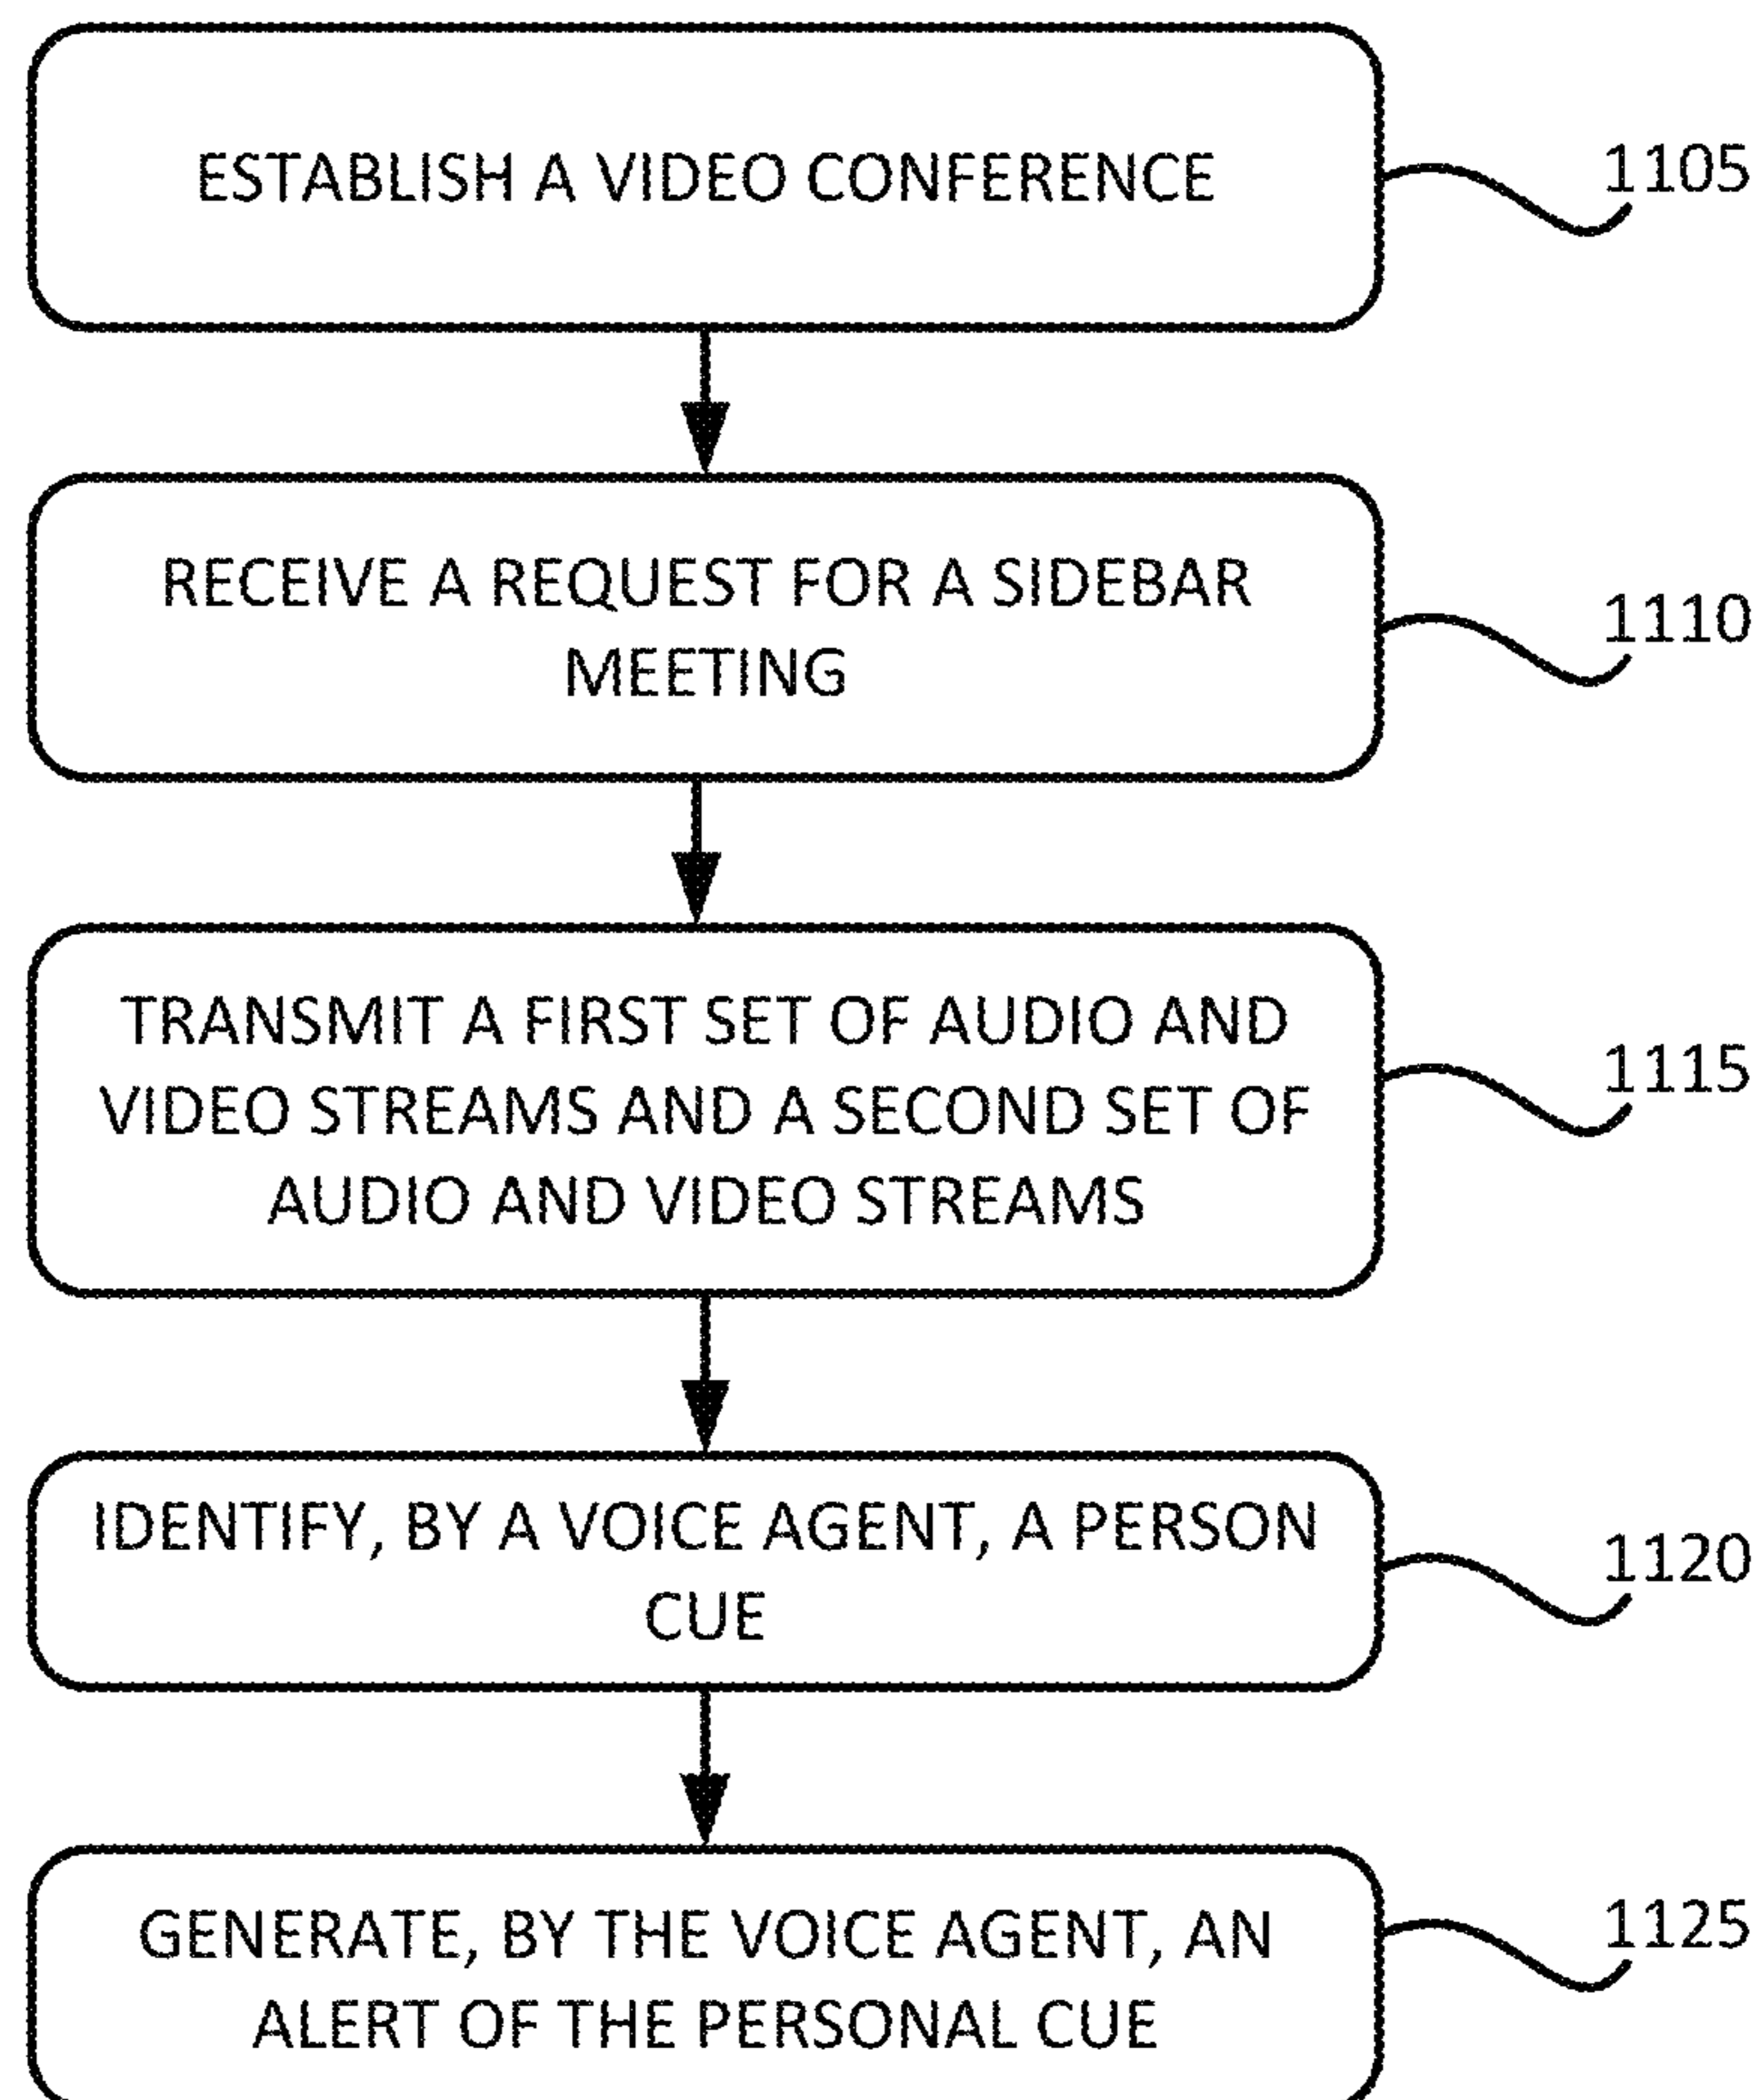 ESTABLISH A VIDEO CONFERENCE
1105
RECEIVE A REQUEST FOR A SIDEBAR
MEETING
1110
TRANSMIT A FIRST SET OF AUDIO AND
VIDEO STREAMS AND A SECOND SET OF
AUDIO AND VIDEO STREAMS
1115
IDENTIFY, BY A VOICE AGENT, A PERSON
CUE
1120
GENERATE, BY THE VOICE AGENT, AN
ALERT OF THE PERSONAL CUE
1125